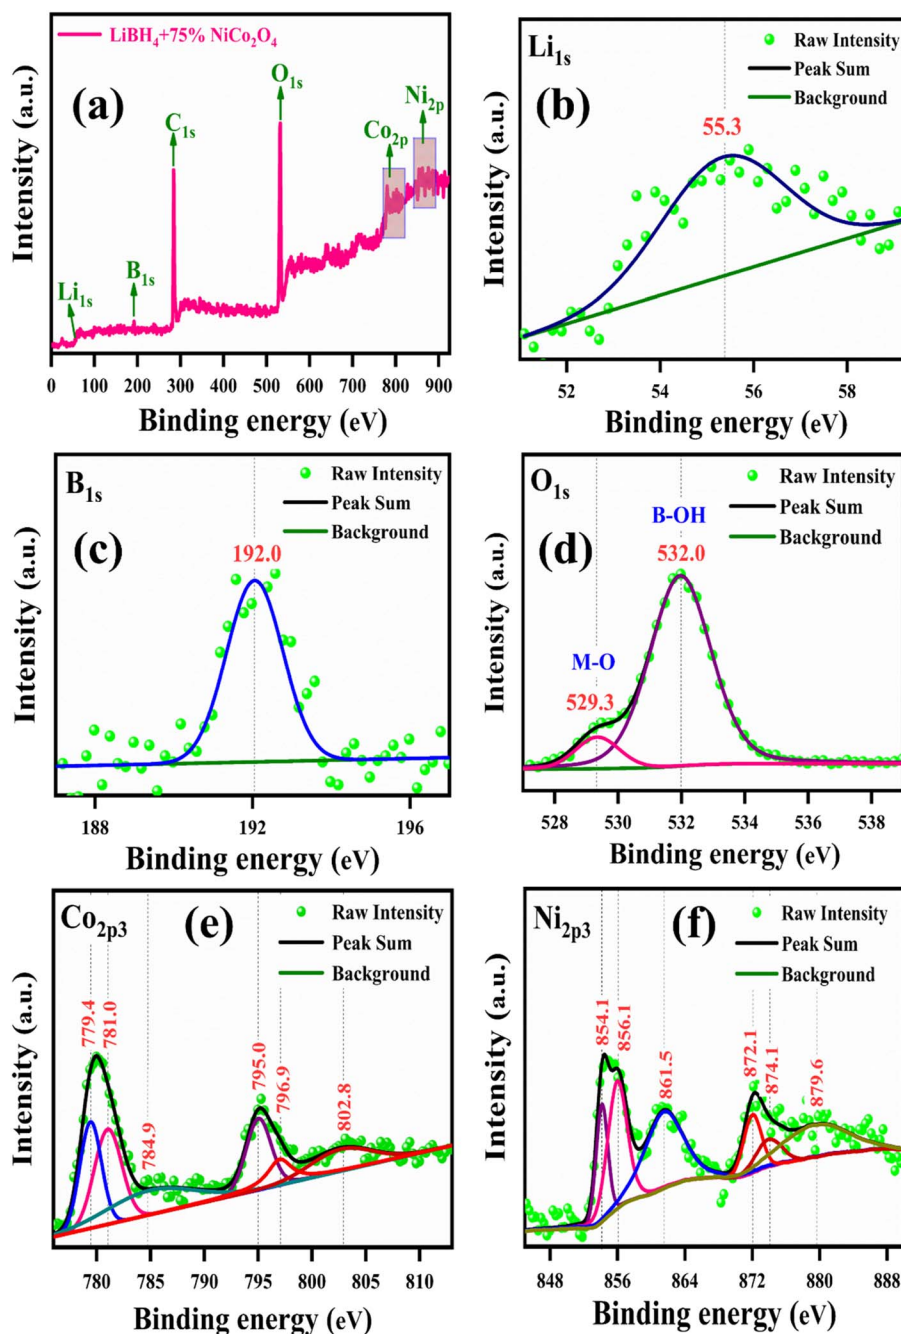 LiBH4+75% NiCo2O4
(a)
Li1s
B1s
C1s
O1s
Co2p
Ni2p
Intensity (a.u.)
0 100 200 300 400 500 600 700 800 900
Binding energy (eV)
Li1s
(b)
Raw Intensity
Peak Sum
Background
55.3
Intensity (a.u.)
52 54 56 58
Binding energy (eV)
B1s
(c)
Raw Intensity
Peak Sum
Background
192.0
Intensity (a.u.)
188 192 196
Binding energy (eV)
O1s
(d)
Raw Intensity
Peak Sum
Background
B-OH
532.0
M-O
529.3
Intensity (a.u.)
528 530 532 534 536 538
Binding energy (eV)
Co2p3
(e)
Raw Intensity
Peak Sum
Background
779.4
781.0
784.9
795.0
796.9
802.8
Intensity (a.u.)
780 785 790 795 800 805 810
Binding energy (eV)
Ni2p3
(f)
Raw Intensity
Peak Sum
Background
854.1
856.1
861.5
872.1
874.1
879.6
Intensity (a.u.)
848 856 864 872 880 888
Binding energy (eV)